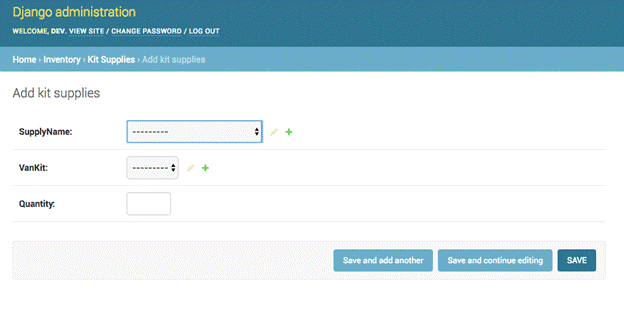 Django administration
WELCOME, DEV. VIEW SITE / CHANGE PASSWORD / LOG OUT
Home › Inventory › Kit Supplies › Add kit supplies
Add kit supplies
SupplyName: ---------
VanKit: ---------
Quantity:
Save and add another Save and continue editing SAVE